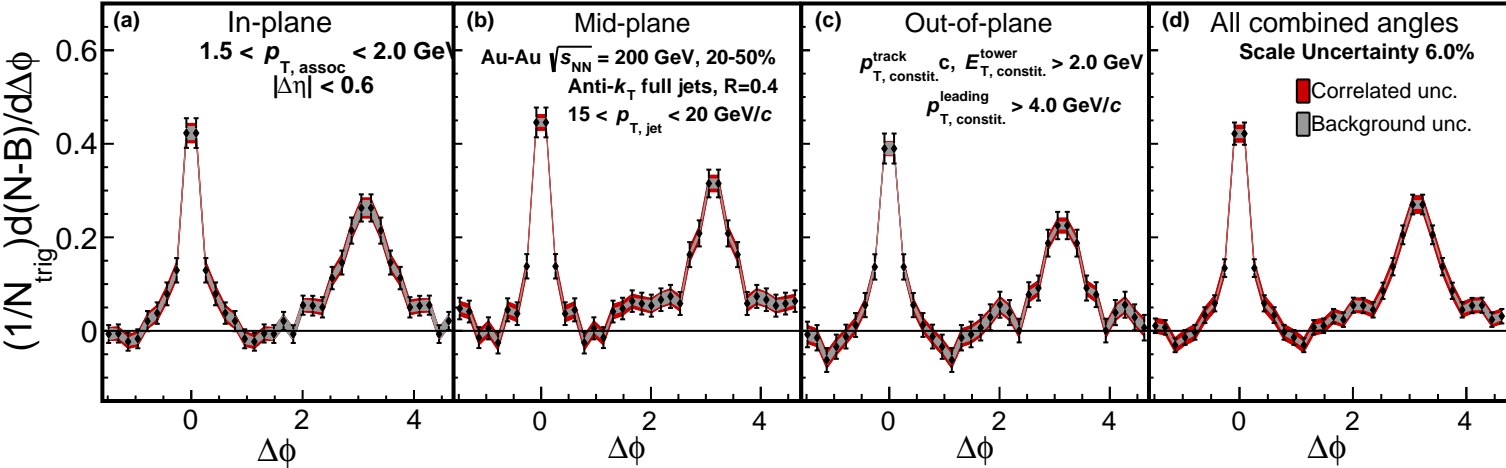 (1/N_trig)d(N-B)/dΔϕ
0.6
0.4
0.2
0
(a) In-plane
1.5 < p_T, assoc < 2.0 GeV
|Δη| < 0.6
0 2 4
Δϕ
(b) Mid-plane
Au-Au √s_NN = 200 GeV, 20-50%
Anti-k_T full jets, R=0.4
15 < p_T, jet < 20 GeV/c
0 2 4
Δϕ
(c) Out-of-plane
p_T, constit.^track c, E_T, constit.^tower > 2.0 GeV
p_T, constit.^leading > 4.0 GeV/c
0 2 4
Δϕ
(d) All combined angles
Scale Uncertainty 6.0%
Correlated unc.
Background unc.
0 2 4
Δϕ